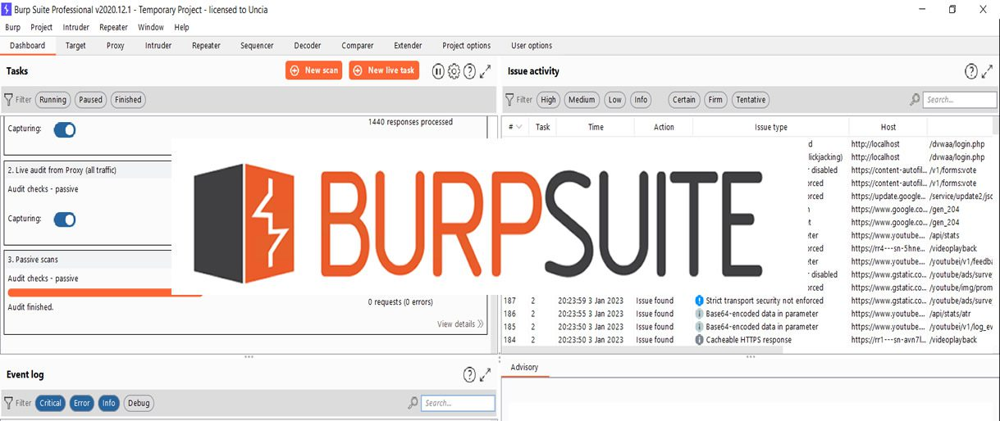 Burp Suite Professional v2020.12.1 - Temporary Project - licensed to Uncia
Burp Project Intruder Repeater Window Help
Dashboard Target Proxy Intruder Repeater Sequencer Decoder Comparer Extender Project options User options
Tasks
New scan
New live task
Filter Running Paused Finished
Capturing:
1440 responses processed
2. Live audit from Proxy (all traffic)
Audit checks - passive
Capturing:
3. Passive scans
Audit checks - passive
Audit finished.
0 requests (0 errors)
View details
BURPSUITE
Issue activity
Filter High Medium Low Info Certain Firm Tentative
Search...
# Task Time Action Issue type Host
d http://localhost /dvwaa/login.php
lickjacking) http://localhost /dvwaa/login.php
r disabled https://content-autofil... /v1/forms:vote
orced https://content-autofil... /v1/forms:vote
orced https://update.google... /service/update2/jsc
https://www.google.co... /gen_204
t https://www.google.co... /gen_204
eter https://www.youtube.... /api/stats
orced https://rr4---sn-5hne... /videoplayback
eter https://www.youtube.... /youtubei/v1/feedba
r disabled https://www.gstatic.co... /youtube/ads/surve
orced https://www.gstatic.co... /youtube/img/prom
187 2 20:23:59 3 Jan 2023 Issue found Strict transport security not enforced https://www.gstatic.co... /youtube/ads/surve
186 2 20:23:55 3 Jan 2023 Issue found Base64-encoded data in parameter https://www.youtube.... /api/stats/atr
185 2 20:23:50 3 Jan 2023 Issue found Base64-encoded data in parameter https://www.youtube.... /youtubei/v1/log_ev
184 2 20:23:50 3 Jan 2023 Issue found Cacheable HTTPS response https://rr1---sn-avn7l... /videoplayback
Event log
Filter Critical Error Info Debug
Search...
Advisory